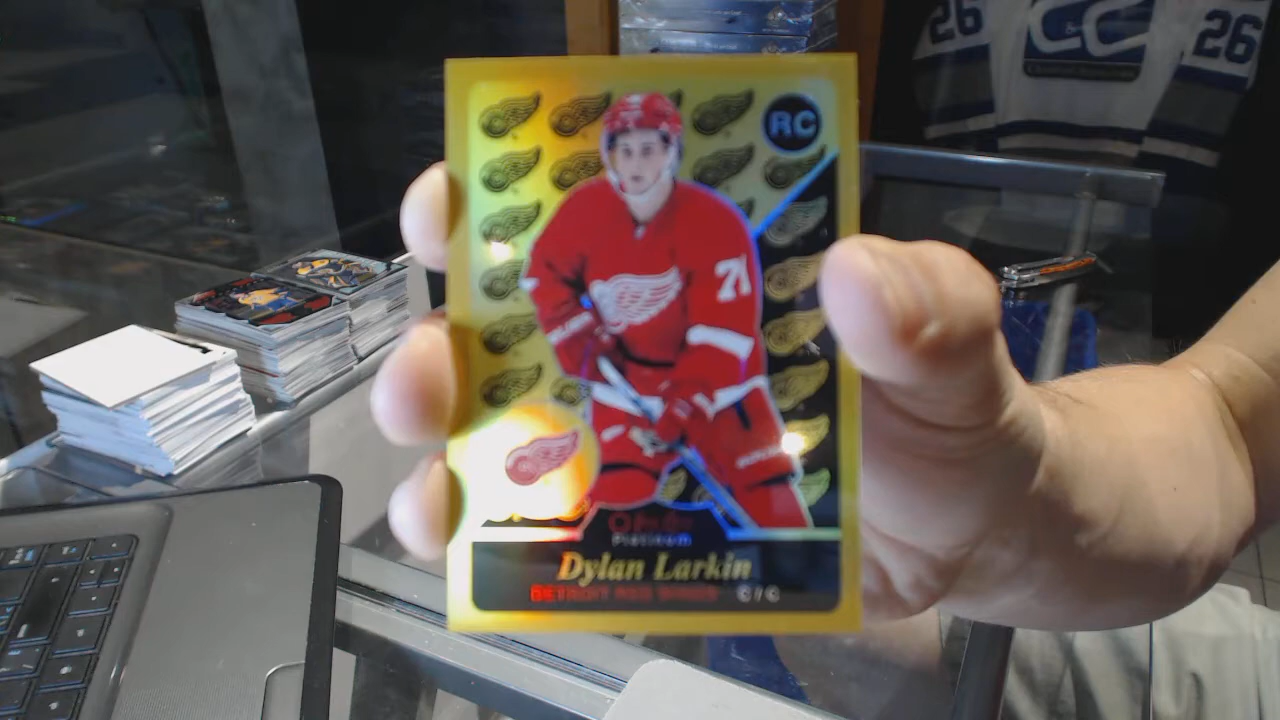 26
26
RC
71
O-Pee-Chee
Platinum
Dylan Larkin
DETROIT RED WINGS C / C